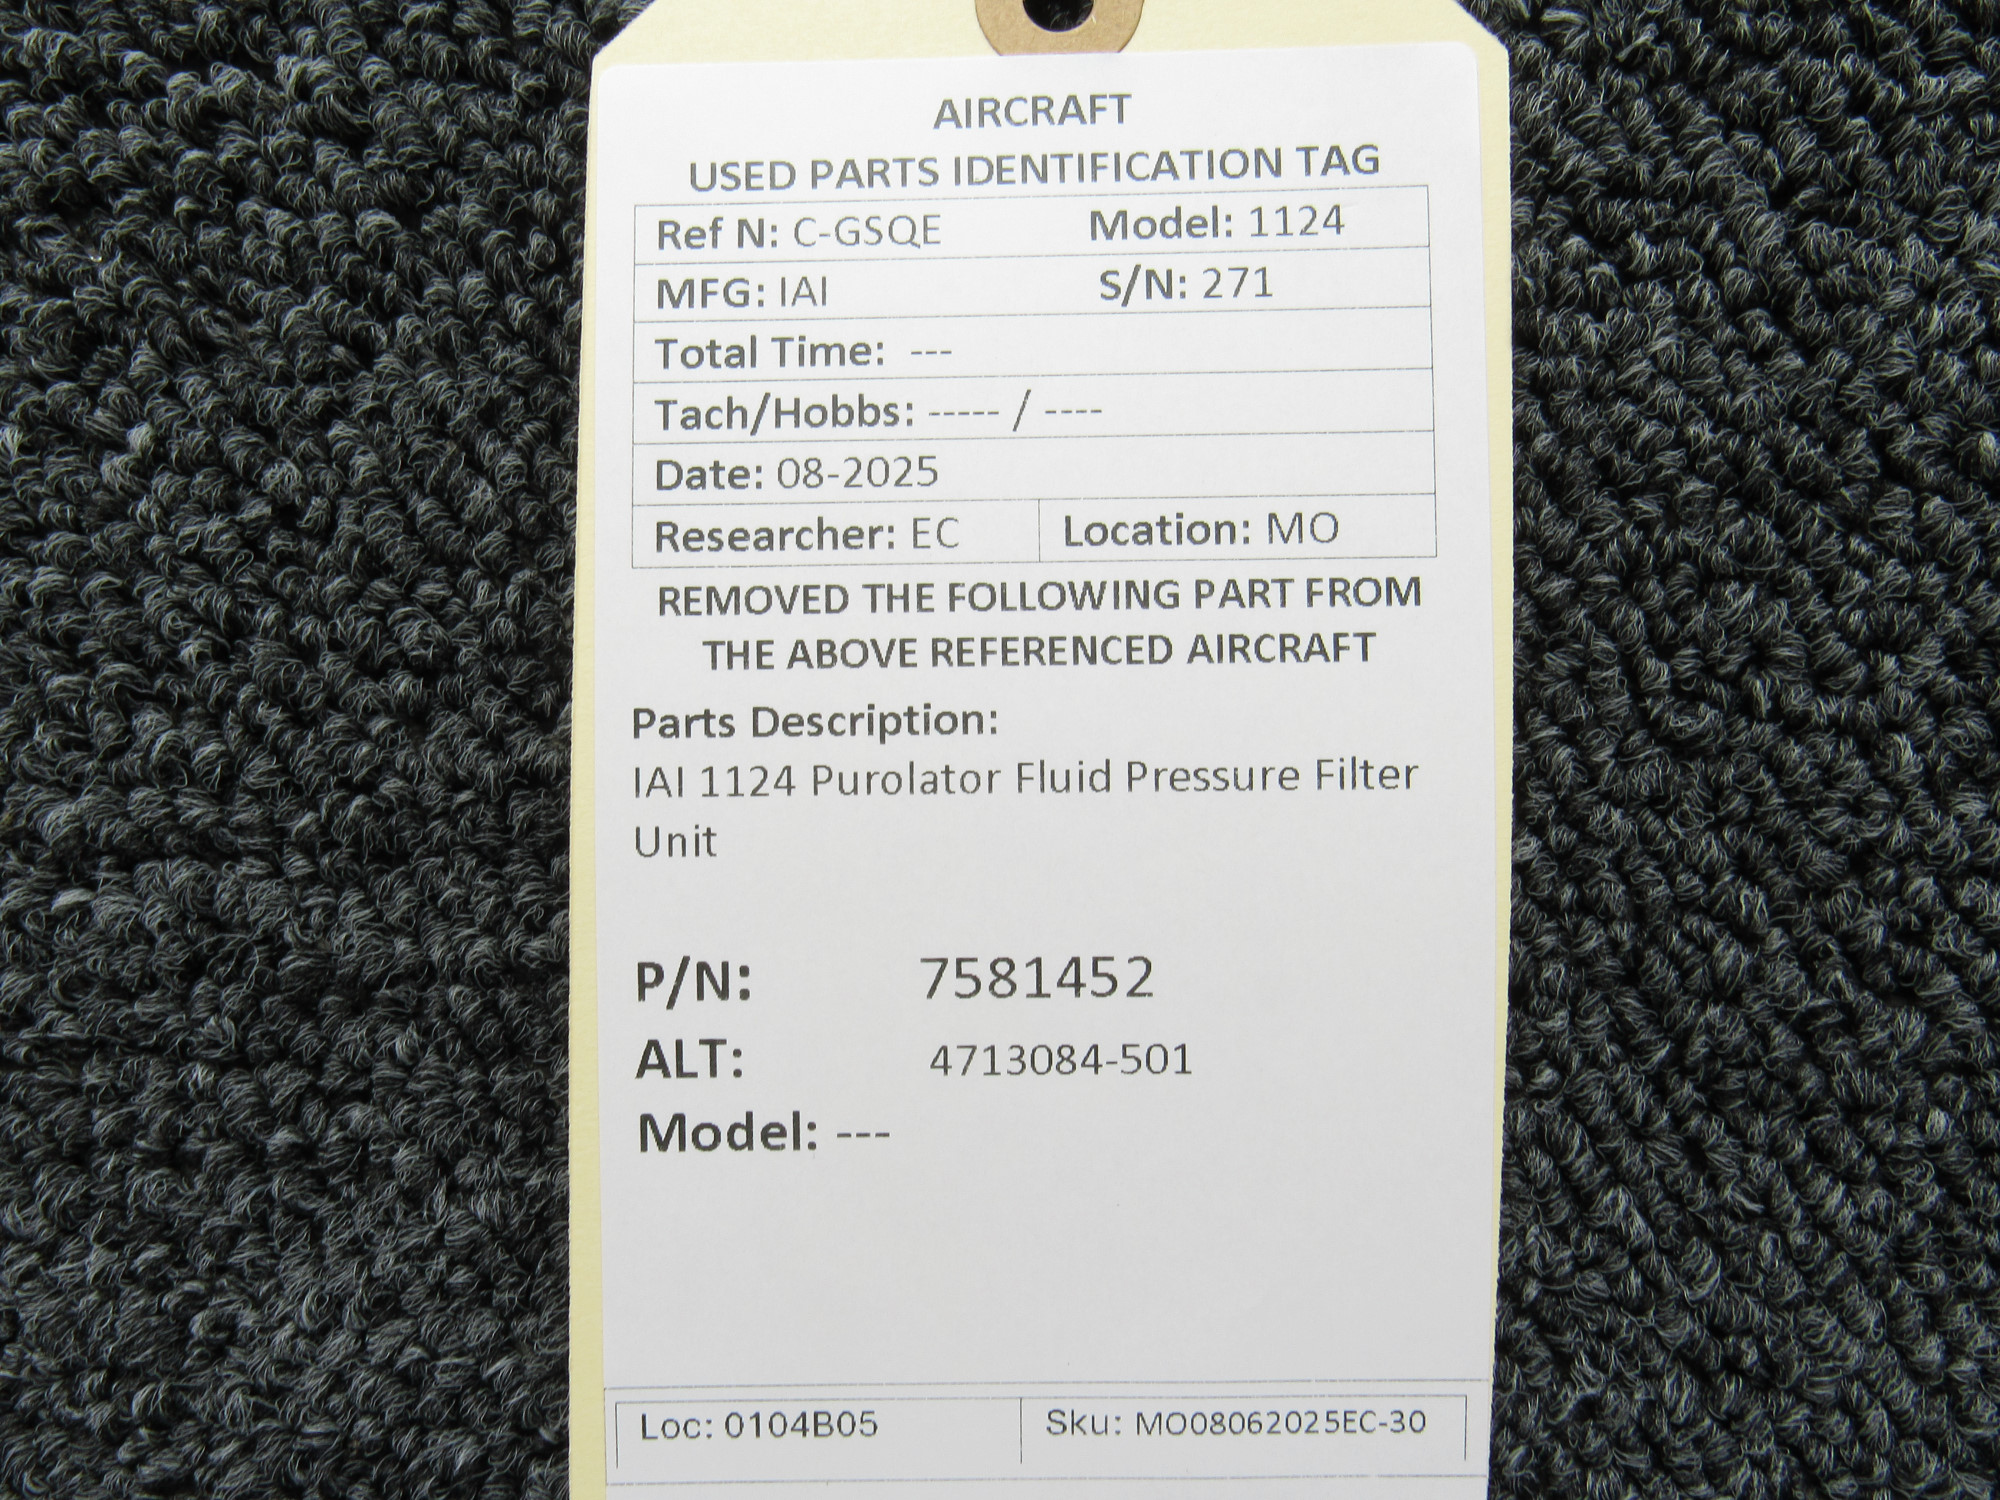 AIRCRAFT
USED PARTS IDENTIFICATION TAG
Ref N: C-GSQE Model: 1124
MFG: IAI S/N: 271
Total Time: ---
Tach/Hobbs: ----- / ----
Date: 08-2025
Researcher: EC Location: MO
REMOVED THE FOLLOWING PART FROM
THE ABOVE REFERENCED AIRCRAFT
Parts Description:
IAI 1124 Purolator Fluid Pressure Filter
Unit
P/N: 7581452
ALT: 4713084-501
Model: ---
Loc: 0104B05 Sku: MO08062025EC-30